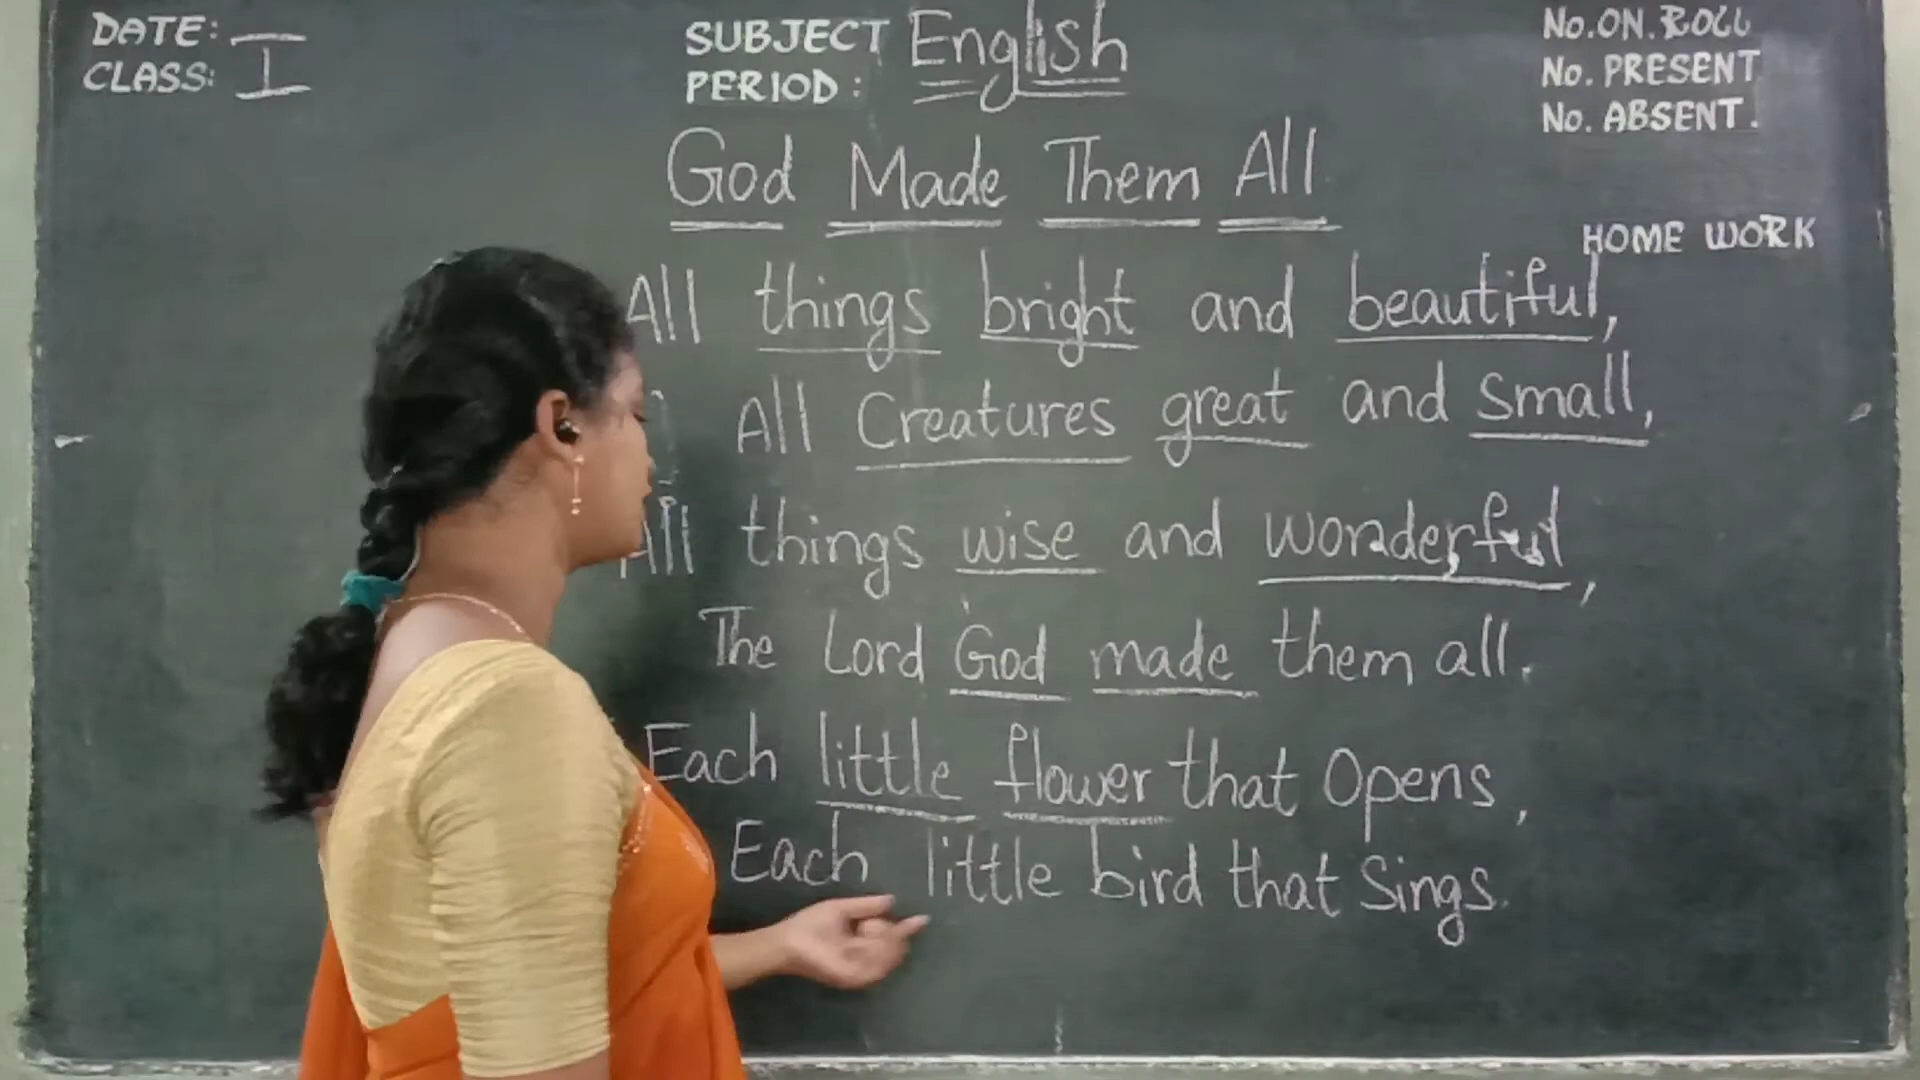 DATE:
CLASS: I
SUBJECT English
PERIOD:
No. ON. ROLL
No. PRESENT
No. ABSENT.
God Made Them All
HOME WORK
All things bright and beautiful,
All Creatures great and small,
All things wise and wonderful,
The Lord God made them all.
Each little flower that Opens,
Each little bird that Sings.